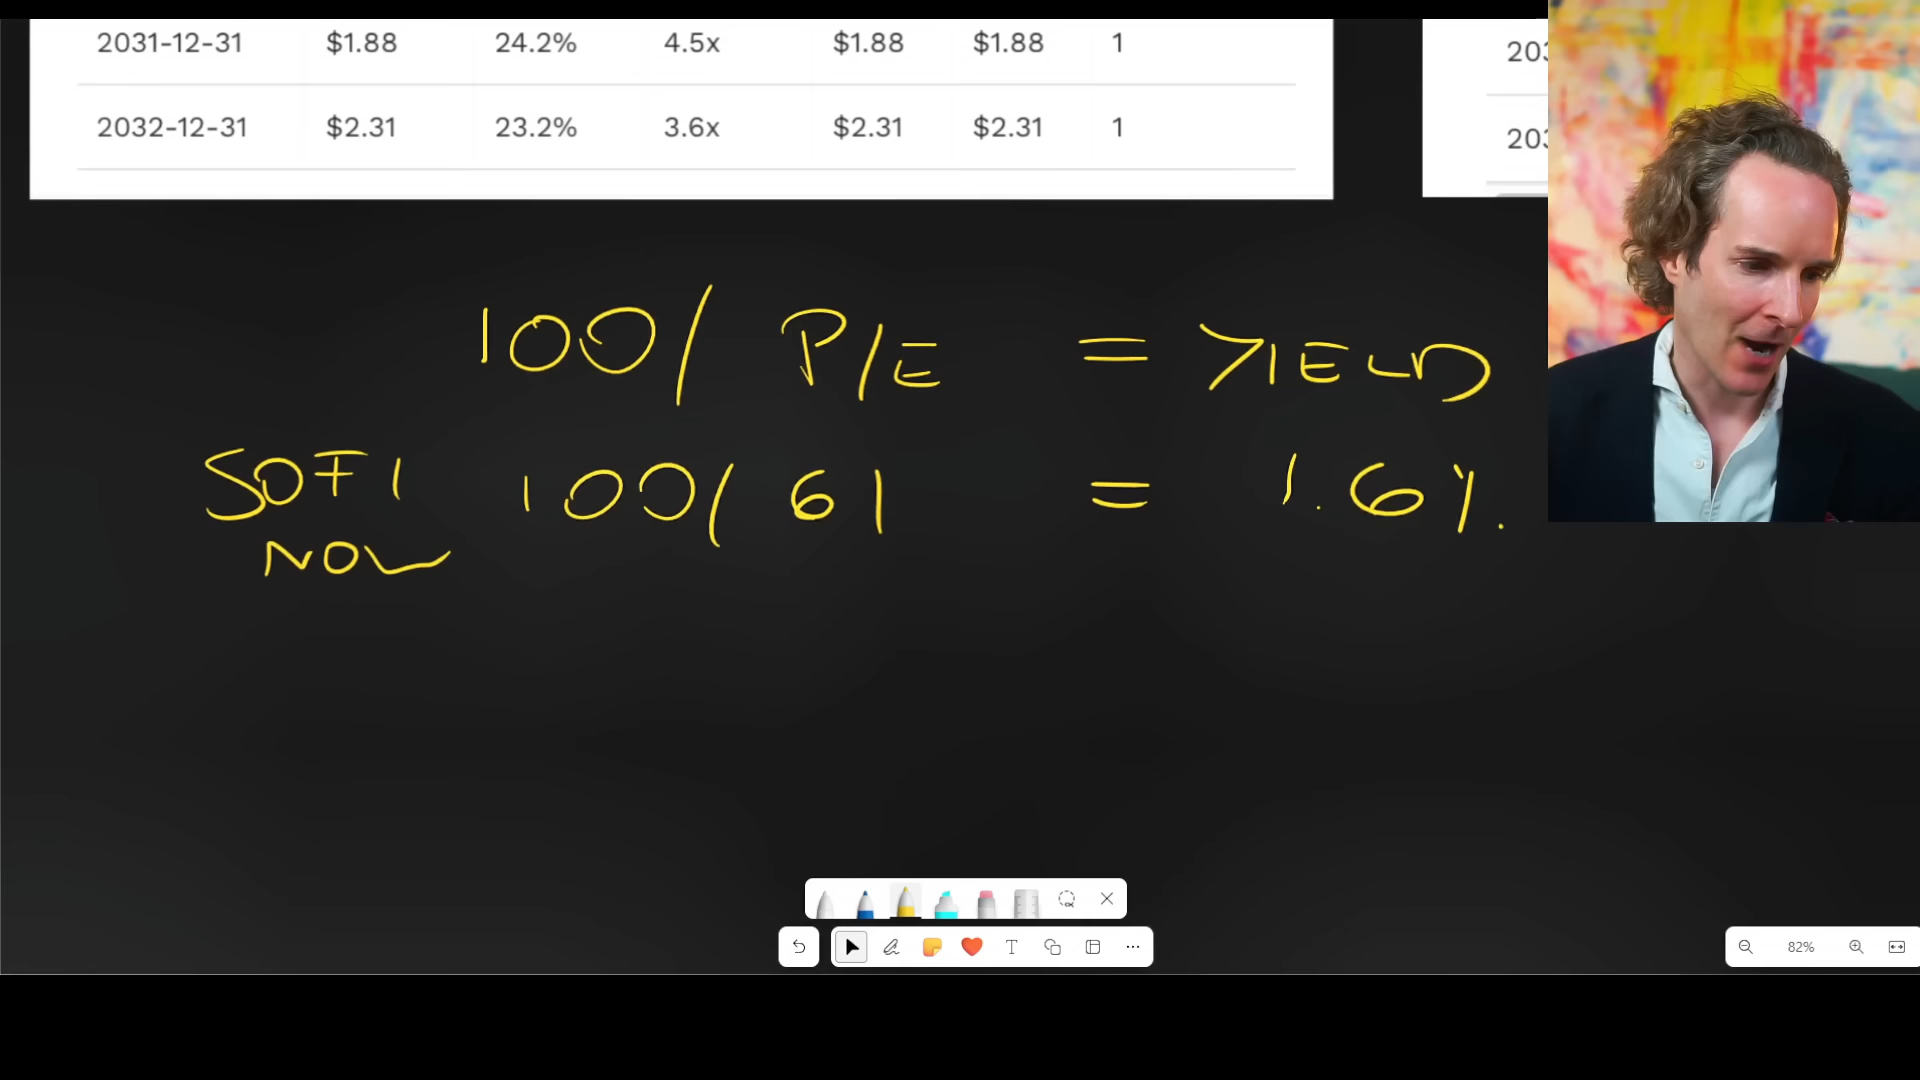 2031-12-31 $1.88 24.2% 4.5x $1.88 $1.88 1
2032-12-31 $2.31 23.2% 3.6x $2.31 $2.31 1
100/ P/E = YIELD
SOFI 100/61 = 1.6%
NOW
82%